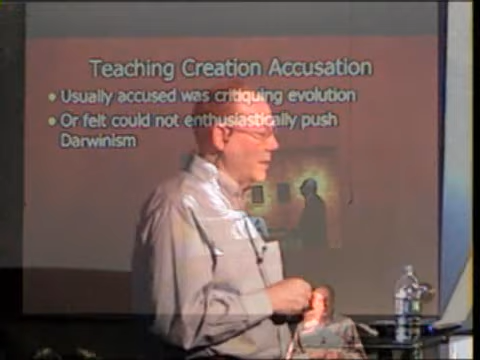 Teaching Creation Accusation
• Usually accused was critiquing evolution
• Or felt could not enthusiastically push
Darwinism